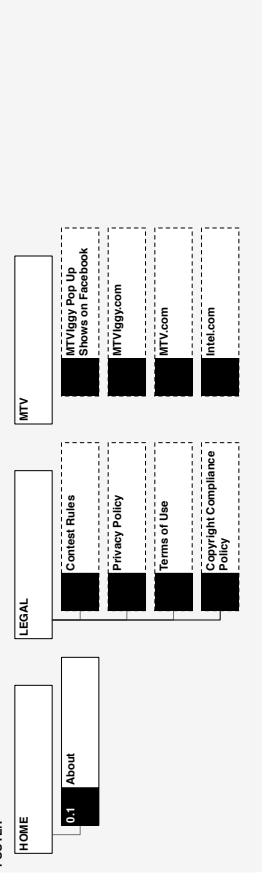 HOME
0.1
About
LEGAL
Contest Rules
Privacy Policy
Terms of Use
Copyright Compliance
Policy
MTV
MTVIggy Pop Up
Shows on Facebook
MTVIggy.com
MTV.com
Intel.com